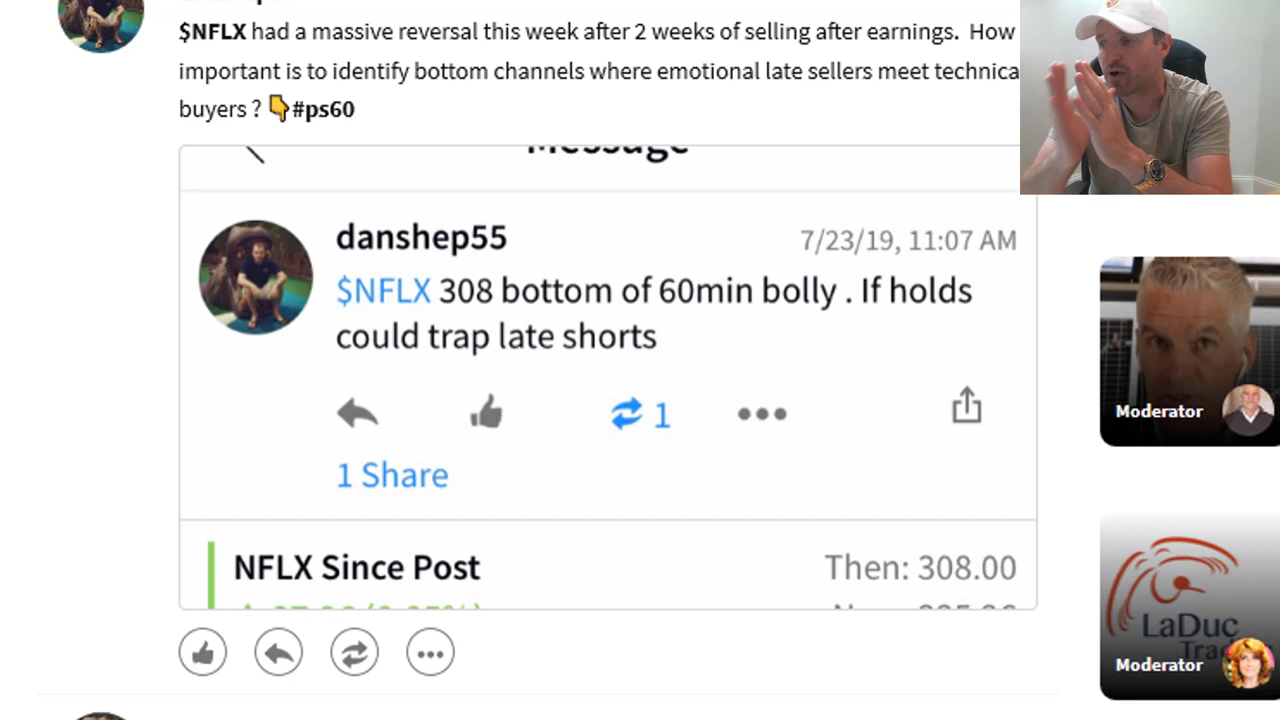 $NFLX had a massive reversal this week after 2 weeks of selling after earnings. How
important is to identify bottom channels where emotional late sellers meet technica
buyers ? 👇#ps60
Message
danshep55
7/23/19, 11:07 AM
$NFLX 308 bottom of 60min bolly . If holds
could trap late shorts
1
1 Share
NFLX Since Post
Then: 308.00
Moderator
LaDuc
Trad
Moderator